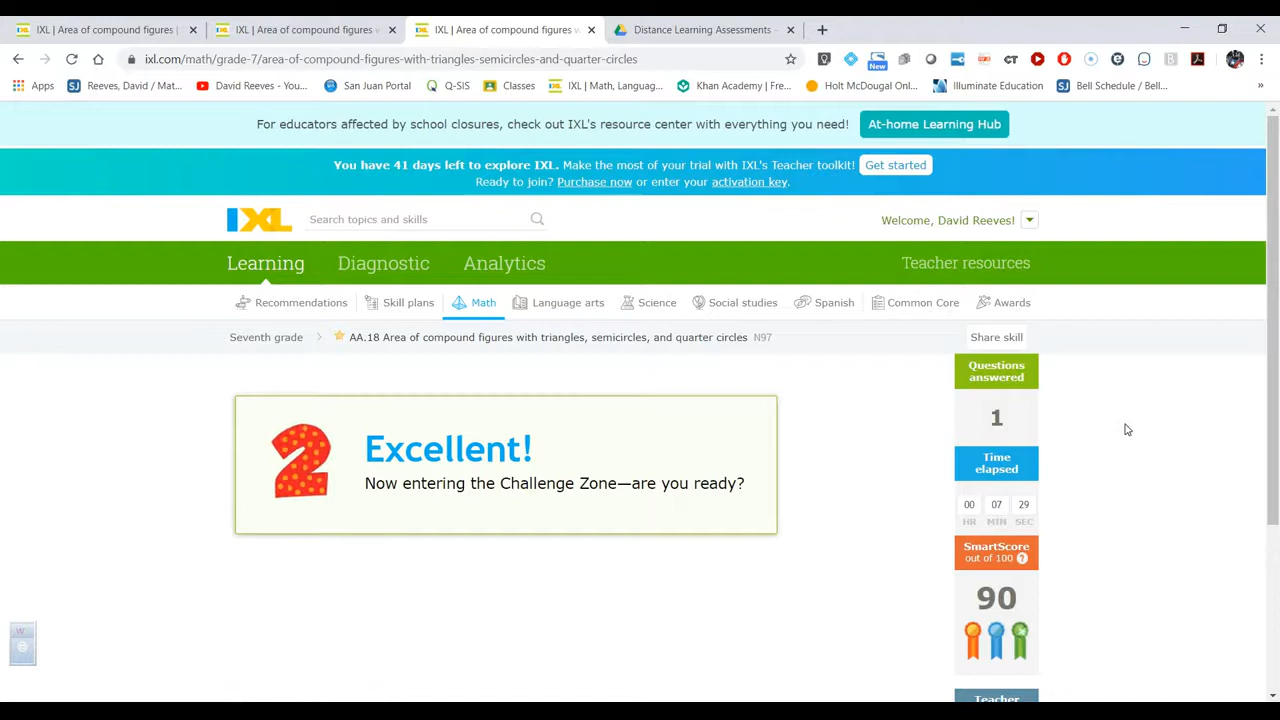 IXL | Area of compound figures |
IXL | Area of compound figures w
IXL | Area of compound figures w
Distance Learning Assessments -
ixl.com/math/grade-7/area-of-compound-figures-with-triangles-semicircles-and-quarter-circles
New
Apps
Reeves, David / Mat...
David Reeves - You...
San Juan Portal
Q-SIS
Classes
IXL | Math, Languag...
Khan Academy | Fre...
Holt McDougal Onl...
Illuminate Education
Bell Schedule / Bell...
For educators affected by school closures, check out IXL's resource center with everything you need!
At-home Learning Hub
You have 41 days left to explore IXL. Make the most of your trial with IXL's Teacher toolkit! Get started
Ready to join? Purchase now or enter your activation key.
IXL
Search topics and skills
Welcome, David Reeves!
Learning
Diagnostic
Analytics
Teacher resources
Recommendations
Skill plans
Math
Language arts
Science
Social studies
Spanish
Common Core
Awards
Seventh grade
AA.18 Area of compound figures with triangles, semicircles, and quarter circles N97
Share skill
Questions
answered
1
2
Excellent!
Now entering the Challenge Zone—are you ready?
Time
elapsed
00 07 29
HR MIN SEC
SmartScore
out of 100 ?
90
W
Teacher